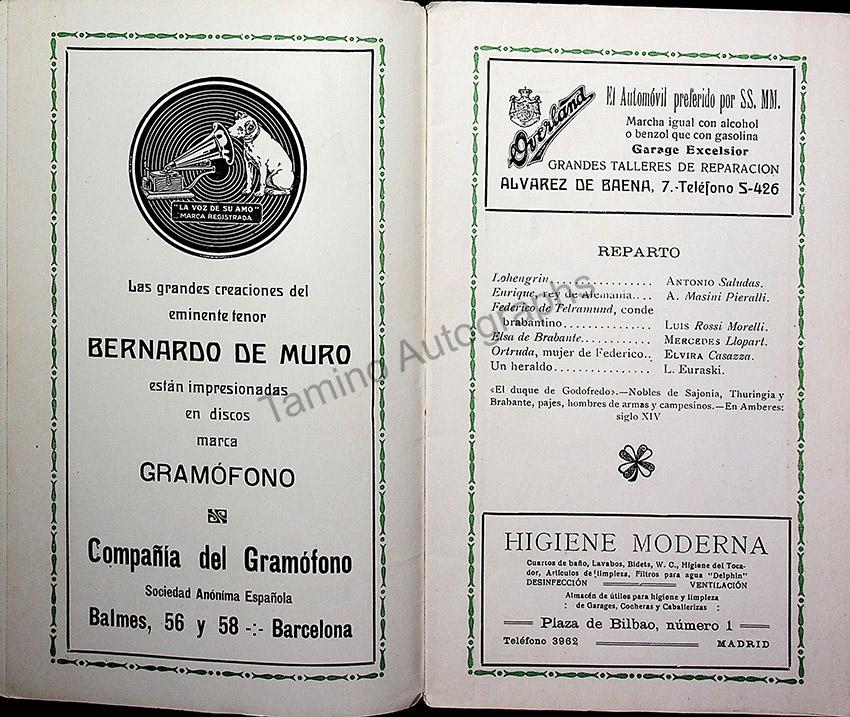 "LA VOZ DE SU AMO"
MARCA REGISTRADA
Las grandes creaciones del
eminente tenor
BERNARDO DE MURO
están impresionadas
en discos
marca
GRAMÓFONO
Compañía del Gramófono
Sociedad Anónima Española
Balmes, 56 y 58 -:- Barcelona
Overland
El Automóvil preferido por SS. MM.
Marcha igual con alcohol
o benzol que con gasolina
Garage Excelsior
GRANDES TALLERES DE REPARACION
ALVAREZ DE BAENA, 7.-Teléfono S-426
REPARTO
Lohengrin.......................... ANTONIO Saludas.
Enrique, rey de Alemania.... A. Masini Pieralli.
Federico de Telramund, conde
brabantino............... LUIS Rossi Morelli.
Elsa de Brabante............... MERCEDES Llopart.
Ortruda, mujer de Federico.. ELVIRA Casazza.
Un heraldo.................. L. Euraski.
«El duque de Godofredo».—Nobles de Sajonia, Thuringia y
Brabante, pajes, hombres de armas y campesinos.—En Amberes:
siglo XIV
HIGIENE MODERNA
Cuartos de baño, Lavabos, Bidets, W. C., Higiene del Toca-
dor, Artículos de limpieza, Filtros para agua "Delphin"
DESINFECCIÓN VENTILACIÓN
Almacén de útiles para higiene y limpieza
: de Garages, Cocheras y Caballerizas :
Plaza de Bilbao, número 1
Teléfono 3962 MADRID
Tamino Autographs